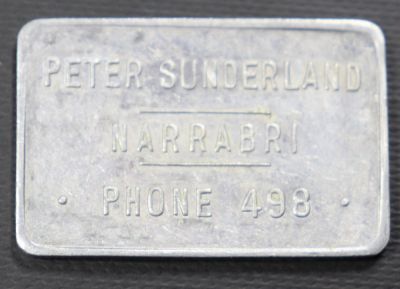 PETER SUNDERLAND
NARRABRI
· PHONE 498 ·